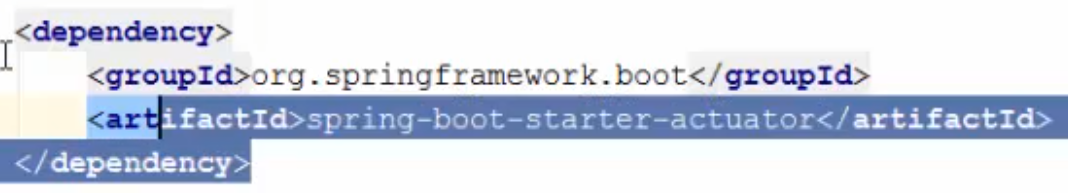 <dependency>
<groupId>org.springframework.boot</groupId>
<artifactId>spring-boot-starter-actuator</artifactId>
</dependency>